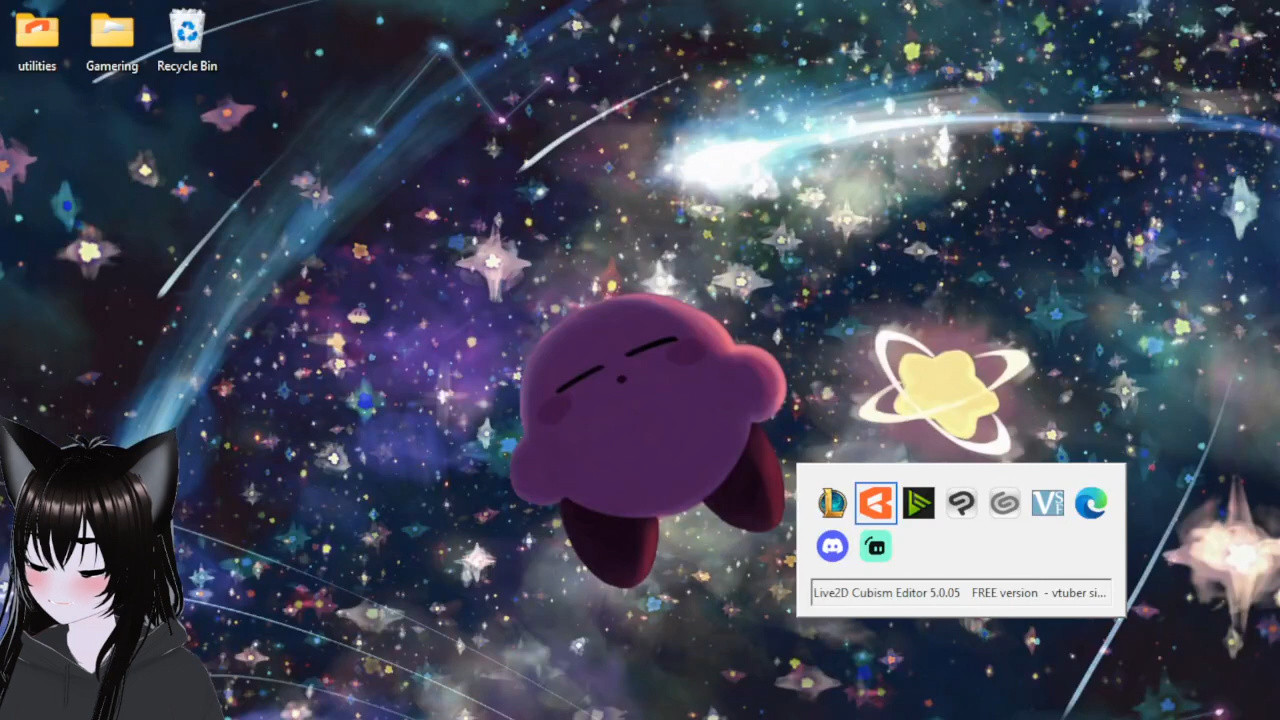 utilities
Gamering
Recycle Bin
Live2D Cubism Editor 5.0.05 FREE version - vtuber si...